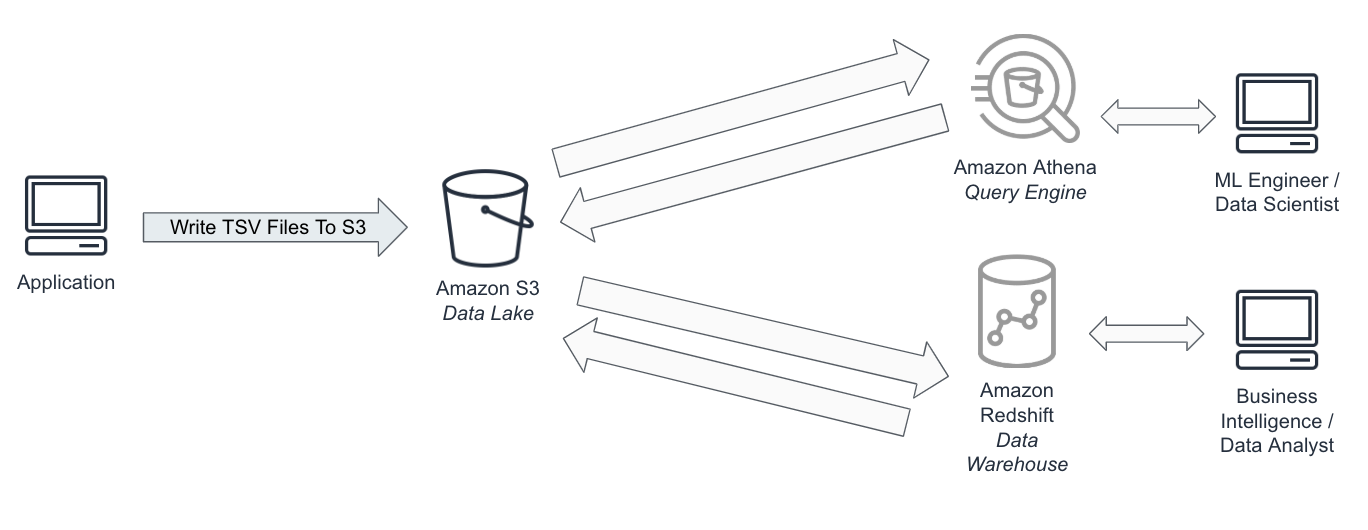 Write TSV Files To S3
Application
Amazon S3
Data Lake
Amazon Athena
Query Engine
ML Engineer /
Data Scientist
Amazon
Redshift
Data
Warehouse
Business
Intelligence /
Data Analyst